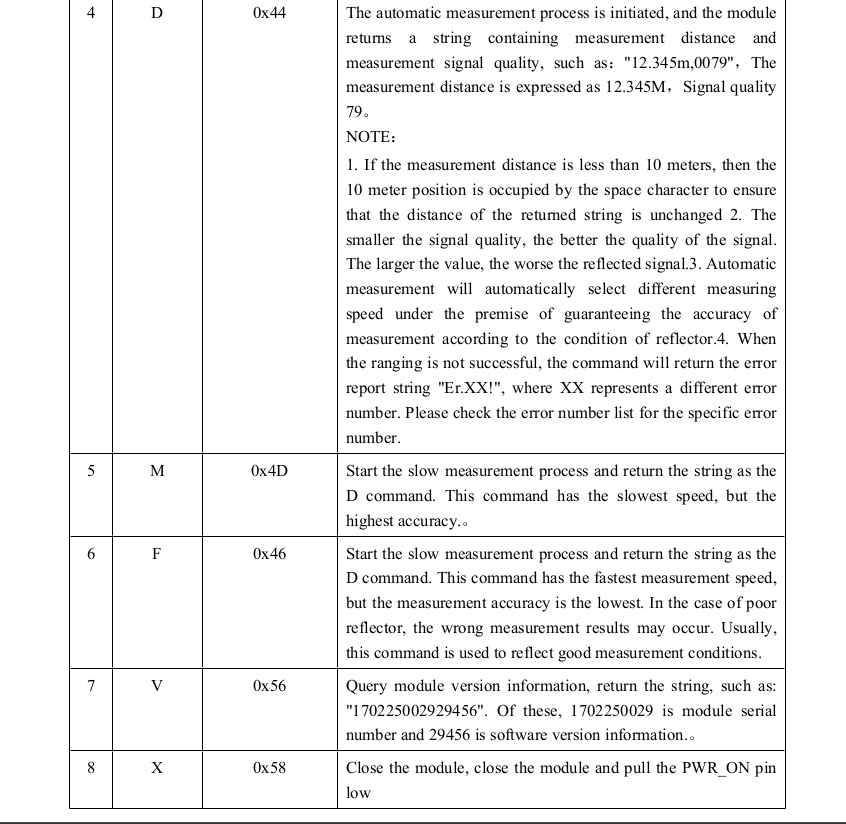 4 D 0x44 The automatic measurement process is initiated, and the module
returns a string containing measurement distance and
measurement signal quality, such as："12.345m,0079"，The
measurement distance is expressed as 12.345M，Signal quality
79。
NOTE：
1. If the measurement distance is less than 10 meters, then the
10 meter position is occupied by the space character to ensure
that the distance of the returned string is unchanged 2. The
smaller the signal quality, the better the quality of the signal.
The larger the value, the worse the reflected signal.3. Automatic
measurement will automatically select different measuring
speed under the premise of guaranteeing the accuracy of
measurement according to the condition of reflector.4. When
the ranging is not successful, the command will return the error
report string "Er.XX!", where XX represents a different error
number. Please check the error number list for the specific error
number.
5 M 0x4D Start the slow measurement process and return the string as the
D command. This command has the slowest speed, but the
highest accuracy.。
6 F 0x46 Start the slow measurement process and return the string as the
D command. This command has the fastest measurement speed,
but the measurement accuracy is the lowest. In the case of poor
reflector, the wrong measurement results may occur. Usually,
this command is used to reflect good measurement conditions.
7 V 0x56 Query module version information, return the string, such as:
"170225002929456". Of these, 1702250029 is module serial
number and 29456 is software version information.。
8 X 0x58 Close the module, close the module and pull the PWR_ON pin
low